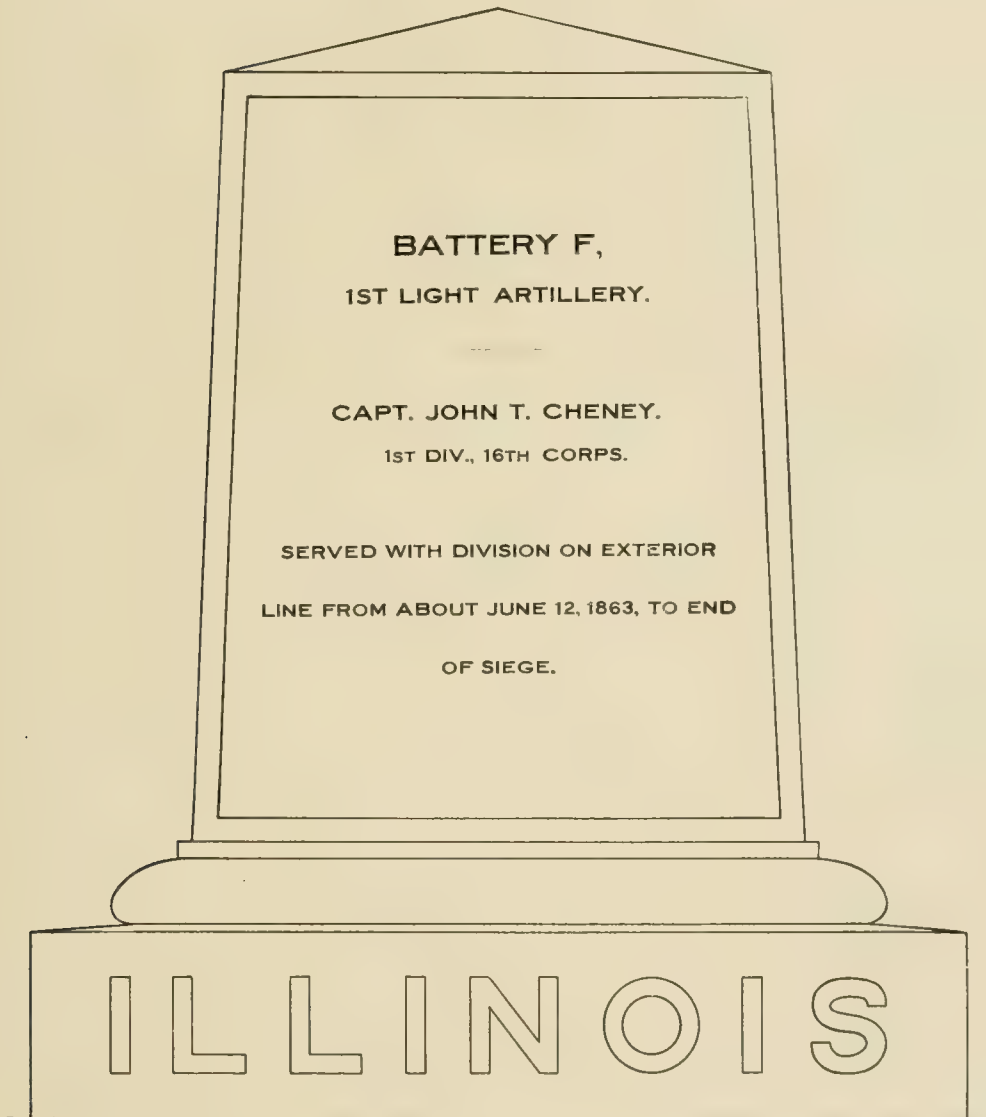 BATTERY F,
1ST LIGHT ARTILLERY.
CAPT. JOHN T. CHENEY.
1ST DIV., 16TH CORPS.
SERVED WITH DIVISION ON EXTERIOR
LINE FROM ABOUT JUNE 12, 1863, TO END
OF SIEGE.
ILLINOIS